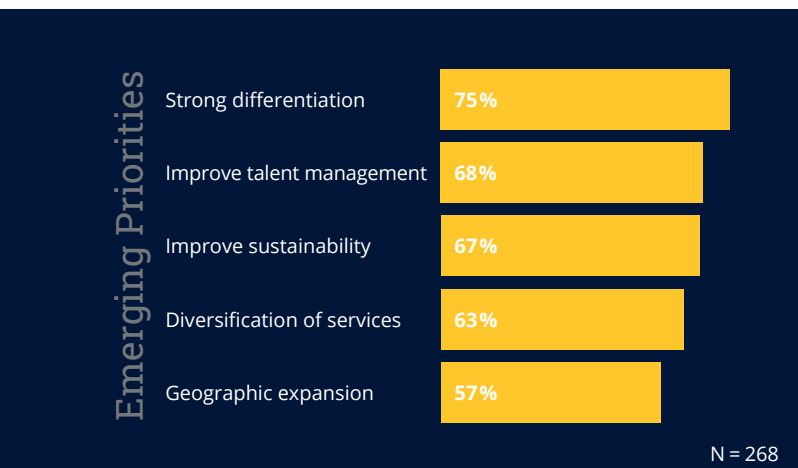 Emerging Priorities
Strong differentiation 75%
Improve talent management 68%
Improve sustainability 67%
Diversification of services 63%
Geographic expansion 57%
N = 268